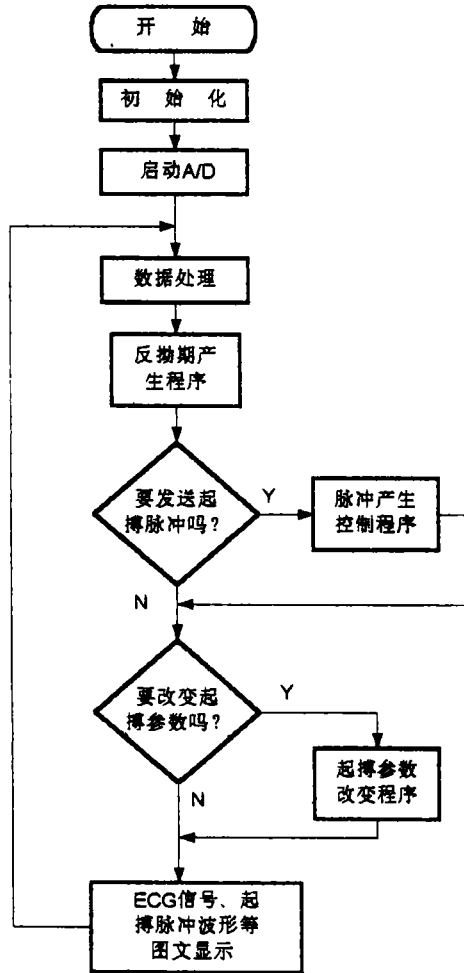 开 始
初 始 化
启动A/D
数据处理
反拗期产
生程序
要发送起
搏脉冲吗?
Y
脉冲产生
控制程序
N
要改变起
搏参数吗?
Y
起搏参数
改变程序
N
ECG信号、起
搏脉冲波形等
图文显示